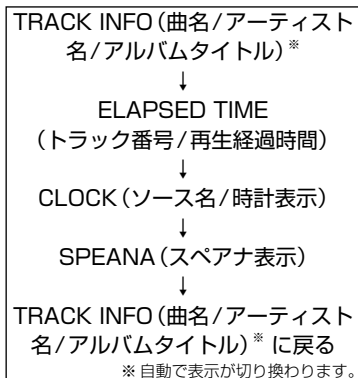 TRACK INFO（曲名/アーティスト
名/アルバムタイトル）※
↓
ELAPSED TIME
（トラック番号/再生経過時間）
↓
CLOCK（ソース名/時計表示）
↓
SPEANA（スペアナ表示）
↓
TRACK INFO（曲名/アーティスト
名/アルバムタイトル）※ に戻る
※ 自動で表示が切り換わります。